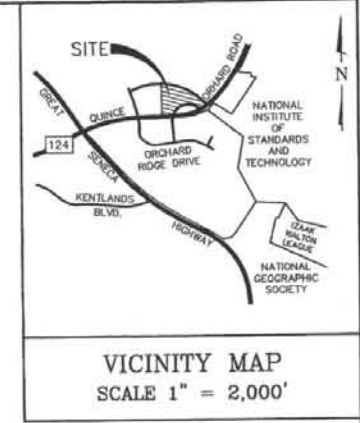 SITE
ORHARD ROAD
N
GREAT
QUINCE
124
SENECA
ORCHARD
RIDGE DRIVE
NATIONAL
INSTITUTE
OF
STANDARDS
AND
TECHNOLOGY
KENTLANDS
BLVD.
HIGHWAY
IZAAK
WALTON
LEAGUE
NATIONAL
GEOGRAPHIC
SOCIETY
VICINITY MAP
SCALE 1" = 2,000'